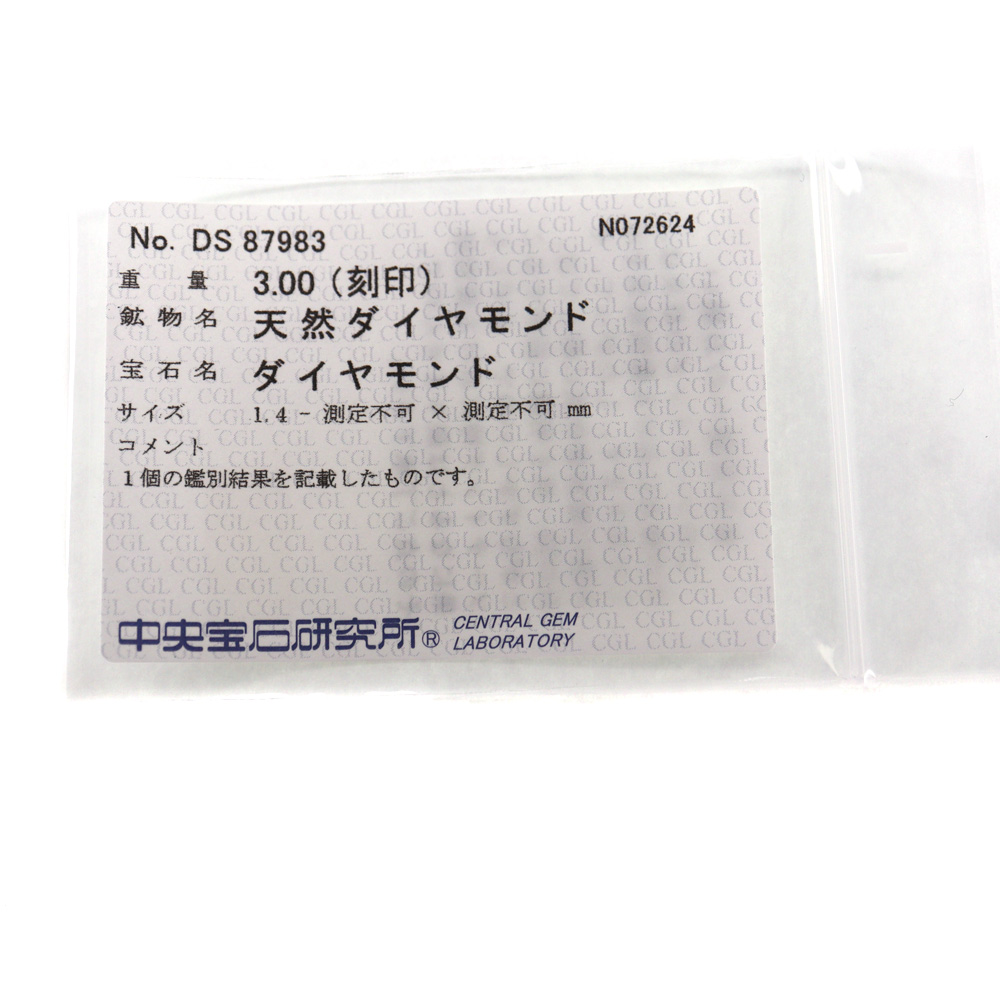 No. DS 87983
N072624
重 量 3.00 (刻印)
鉱物名 天然ダイヤモンド
宝石名 ダイヤモンド
サイズ 1.4 - 測定不可 × 測定不可 mm
コメント
1個の鑑別結果を記載したものです。
中央宝石研究所® CENTRAL GEM
LABORATORY